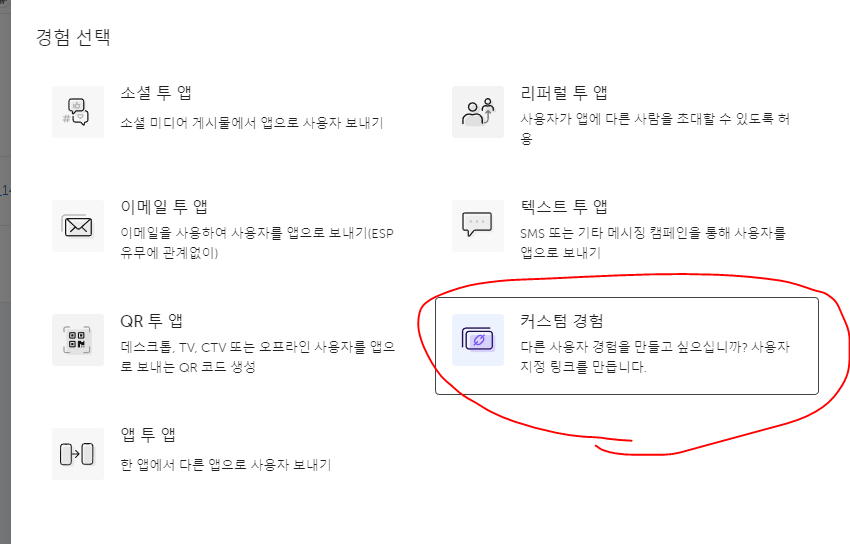 경험 선택
소셜 투 앱
소셜 미디어 게시물에서 앱으로 사용자 보내기
리퍼럴 투 앱
사용자가 앱에 다른 사람을 초대할 수 있도록 허
용
이메일 투 앱
이메일을 사용하여 사용자를 앱으로 보내기(ESP
유무에 관계없이)
텍스트 투 앱
SMS 또는 기타 메시징 캠페인을 통해 사용자를
앱으로 보내기
QR 투 앱
데스크톱, TV, CTV 또는 오프라인 사용자를 앱으
로 보내는 QR 코드 생성
커스텀 경험
다른 사용자 경험을 만들고 싶으십니까? 사용자
지정 링크를 만듭니다.
앱 투 앱
한 앱에서 다른 앱으로 사용자 보내기